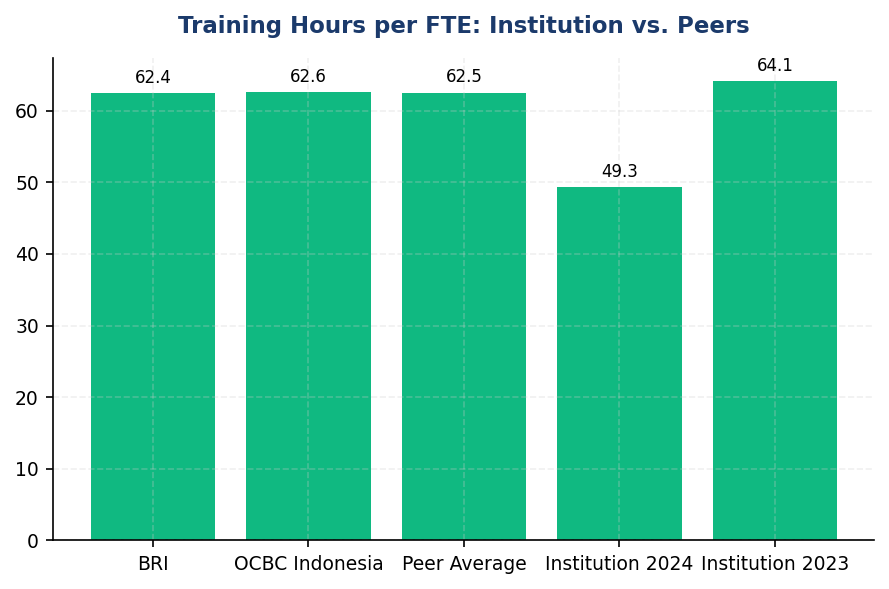 Training Hours per FTE: Institution vs. Peers
62.4
62.6
62.5
49.3
64.1
60
50
40
30
20
10
0
BRI
OCBC Indonesia
Peer Average
Institution 2024
Institution 2023